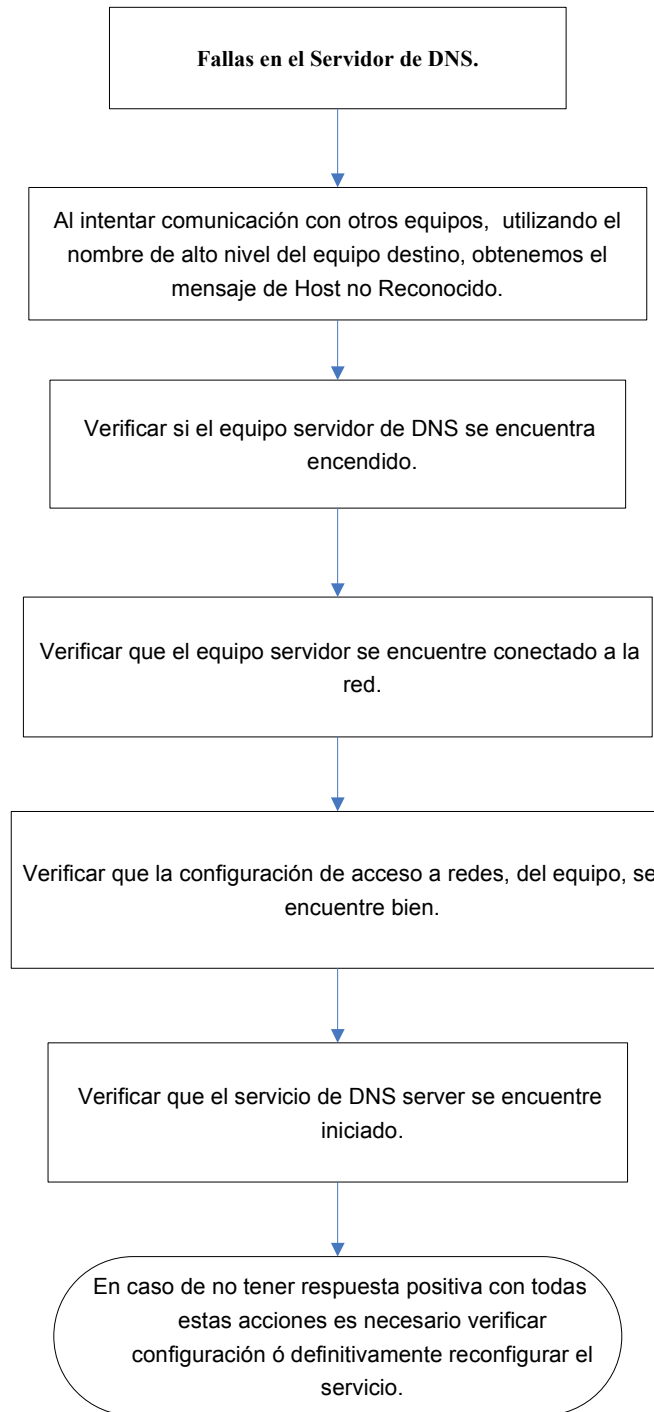 Fallas en el Servidor de DNS.
Al intentar comunicación con otros equipos, utilizando el
nombre de alto nivel del equipo destino, obtenemos el
mensaje de Host no Reconocido.
Verificar si el equipo servidor de DNS se encuentra
encendido.
Verificar que el equipo servidor se encuentre conectado a la
red.
Verificar que la configuración de acceso a redes, del equipo, se
encuentre bien.
Verificar que el servicio de DNS server se encuentre
iniciado.
En caso de no tener respuesta positiva con todas
estas acciones es necesario verificar
configuración ó definitivamente reconfigurar el
servicio.